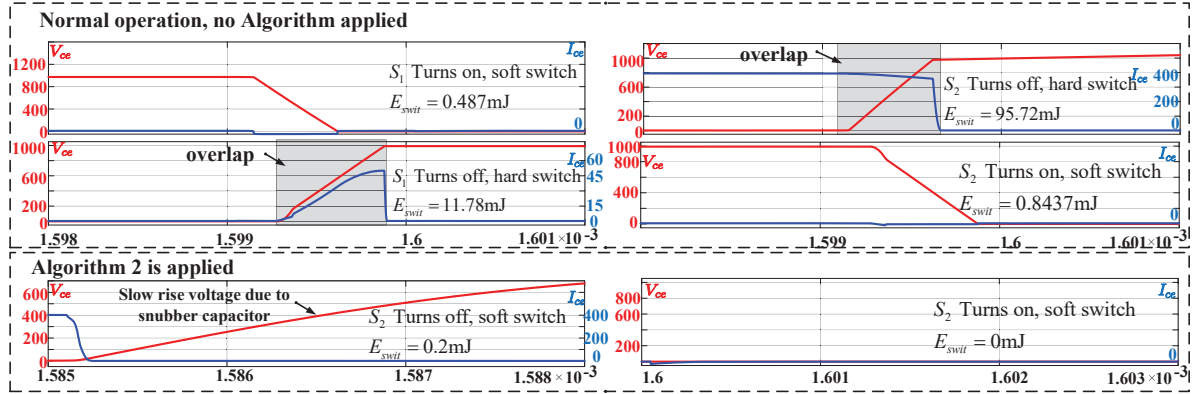 Normal operation, no Algorithm applied
V_ce
I_ce
1200
800
400
0
0
S_1 Turns on, soft switch
E_swit = 0.487mJ
overlap
V_ce
I_ce
1000
800
600
400
200
0
60
45
15
0
S_1 Turns off, hard switch
E_swit = 11.78mJ
1.598
1.599
1.6
1.601×10^-3
overlap
V_ce
I_ce
1000
800
600
400
200
0
400
200
0
S_2 Turns off, hard switch
E_swit = 95.72mJ
V_ce
I_ce
1000
800
400
0
0
S_2 Turns on, soft switch
E_swit = 0.8437mJ
1.599
1.6
1.601×10^-3
Algorithm 2 is applied
V_ce
I_ce
600
400
200
0
400
200
0
Slow rise voltage due to
snubber capacitor
S_2 Turns off, soft switch
E_swit = 0.2mJ
1.585
1.586
1.587
1.588×10^-3
V_ce
I_ce
800
600
400
200
0
S_2 Turns on, soft switch
E_swit = 0mJ
1.6
1.601
1.602
1.603×10^-3